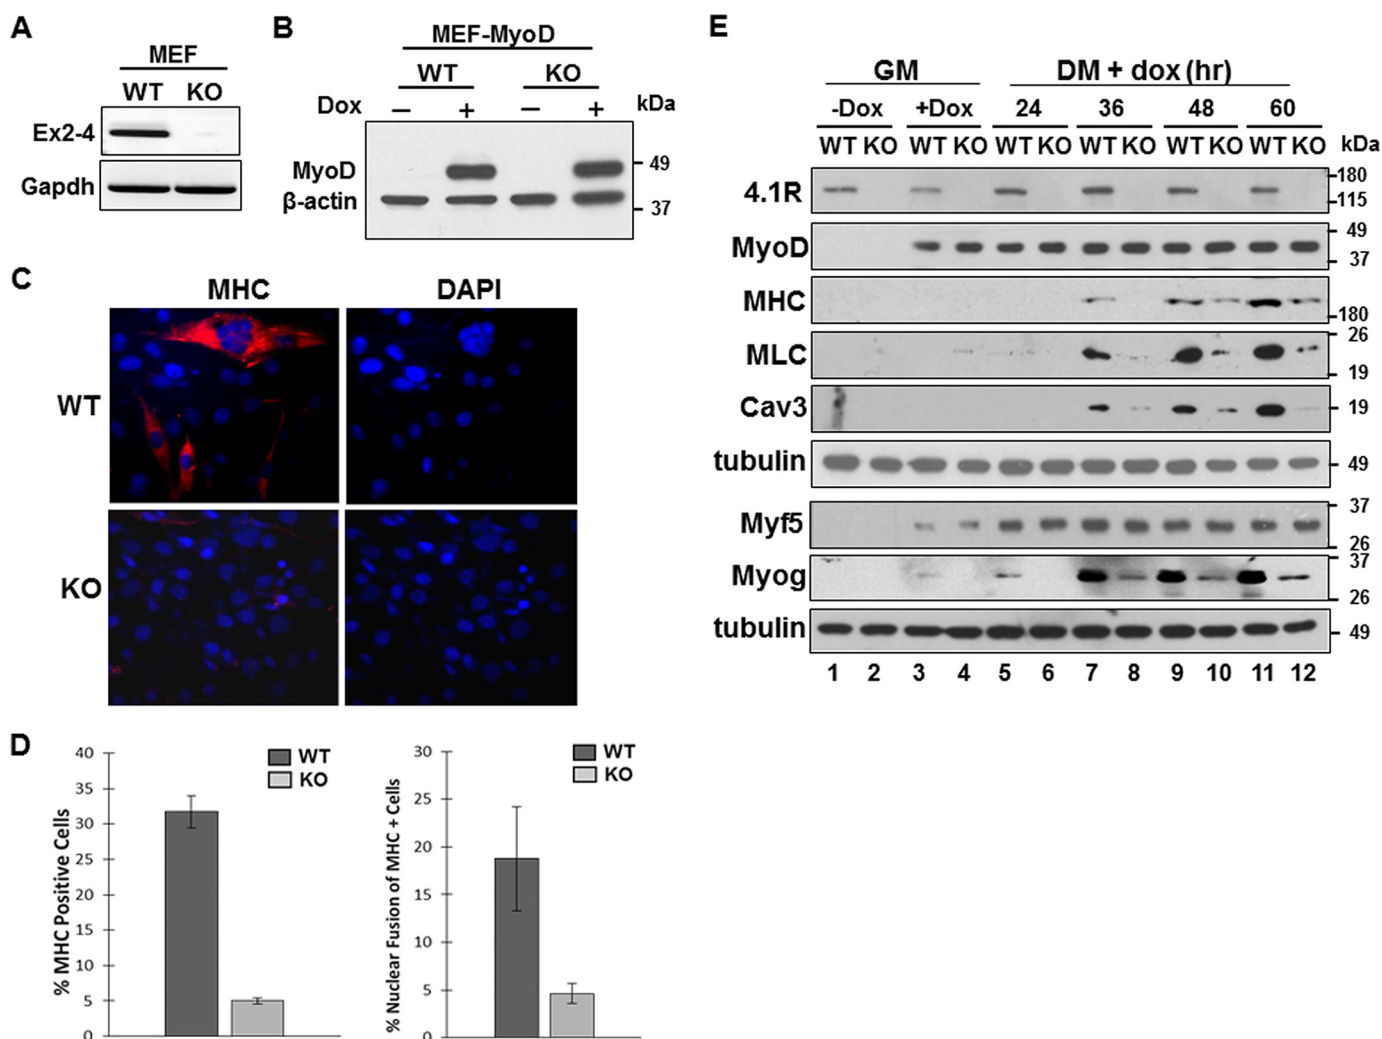 A
MEF
WT KO
Ex2-4
Gapdh
B
MEF-MyoD
WT KO
Dox – + – + kDa
MyoD
β-actin
49
37
C
MHC DAPI
WT
KO
D
% MHC Positive Cells
40
35
30
25
20
15
10
5
0
WT
KO
% Nuclear Fusion of MHC + Cells
30
25
20
15
10
5
0
WT
KO
E
GM DM + dox (hr)
-Dox +Dox 24 36 48 60
WT KO WT KO WT KO WT KO WT KO WT KO kDa
4.1R 180
115
MyoD 49
37
MHC 180
MLC 26
19
Cav3 19
tubulin 49
Myf5 37
26
Myog 37
26
tubulin 49
1 2 3 4 5 6 7 8 9 10 11 12